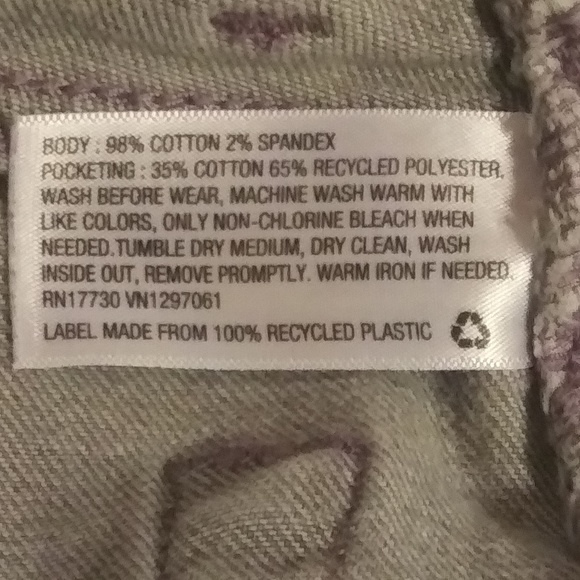 BODY : 98% COTTON 2% SPANDEX
POCKETING : 35% COTTON 65% RECYCLED POLYESTER.
WASH BEFORE WEAR, MACHINE WASH WARM WITH
LIKE COLORS, ONLY NON-CHLORINE BLEACH WHEN
NEEDED.TUMBLE DRY MEDIUM, DRY CLEAN, WASH
INSIDE OUT, REMOVE PROMPTLY. WARM IRON IF NEEDED.
RN17730 VN1297061
LABEL MADE FROM 100% RECYCLED PLASTIC